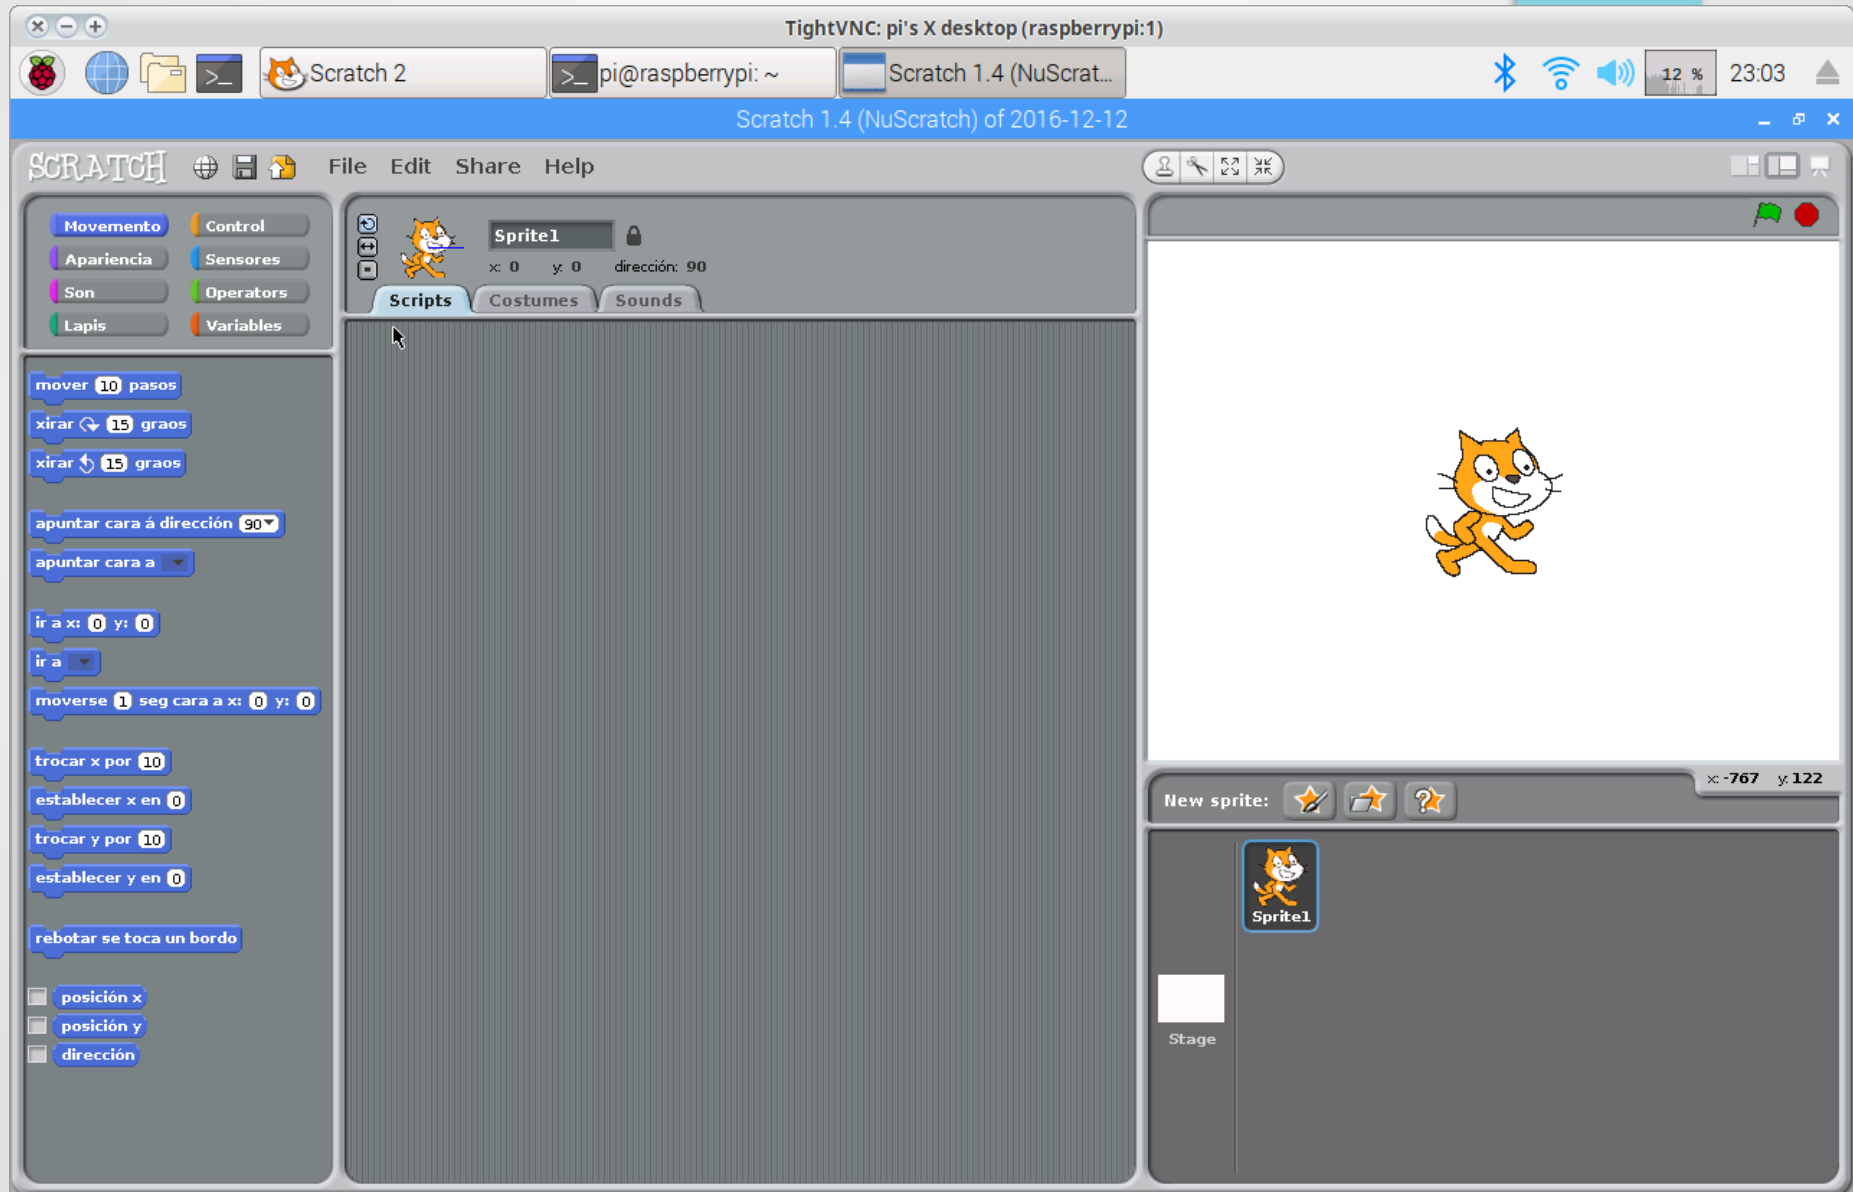 TightVNC: pi's X desktop (raspberrypi:1)
Scratch 2
pi@raspberrypi: ~
Scratch 1.4 (NuScrat...
12 %
23:03
Scratch 1.4 (NuScratch) of 2016-12-12
SCRATCH File Edit Share Help
Movemento Control
Apariencia Sensores
Son Operators
Lapis Variables
mover 10 pasos
xirar 15 graos
xirar 15 graos
apuntar cara á dirección 90
apuntar cara a
ir a x: 0 y: 0
ir a
moverse 1 seg cara a x: 0 y: 0
trocar x por 10
establecer x en 0
trocar y por 10
establecer y en 0
rebotar se toca un bordo
posición x
posición y
dirección
Sprite1
x: 0 y: 0 dirección: 90
Scripts Costumes Sounds
x: -767 y: 122
New sprite:
Sprite1
Stage